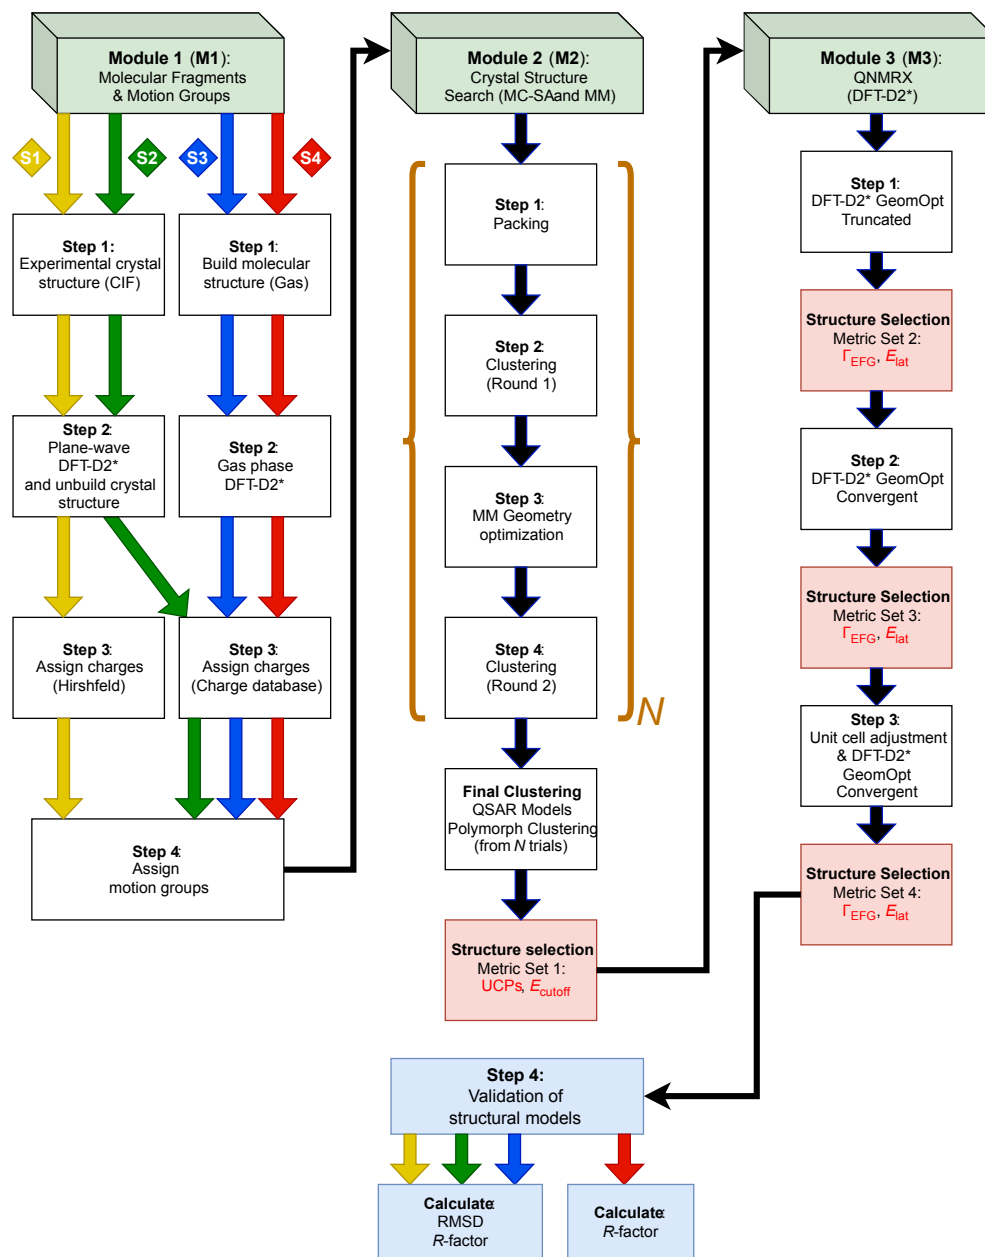 Module 1 (M1):
Molecular Fragments
& Motion Groups
S1
S2
S3
S4
Step 1:
Experimental crystal
structure (CIF)
Step 1:
Build molecular
structure (Gas)
Step 2:
Plane-wave
DFT-D2*
and unbuild crystal
structure
Step 2:
Gas phase
DFT-D2*
Step 3:
Assign charges
(Hirshfeld)
Step 3:
Assign charges
(Charge database)
Step 4:
Assign
motion groups
Module 2 (M2):
Crystal Structure
Search (MC-SAand MM)
Step 1:
Packing
Step 2:
Clustering
(Round 1)
Step 3:
MM Geometry
optimization
Step 4:
Clustering
(Round 2)
N
Final Clustering
QSAR Models
Polymorph Clustering
(from N trials)
Structure selection
Metric Set 1:
UCPs, E_cutoff
Module 3 (M3):
QNMRX
(DFT-D2*)
Step 1:
DFT-D2* GeomOpt
Truncated
Structure Selection
Metric Set 2:
Γ_EFG, E_lat
Step 2:
DFT-D2* GeomOpt
Convergent
Structure Selection
Metric Set 3:
Γ_EFG, E_lat
Step 3:
Unit cell adjustment
& DFT-D2*
GeomOpt
Convergent
Structure Selection
Metric Set 4:
Γ_EFG, E_lat
Step 4:
Validation of
structural models
Calculate:
RMSD
R-factor
Calculate:
R-factor